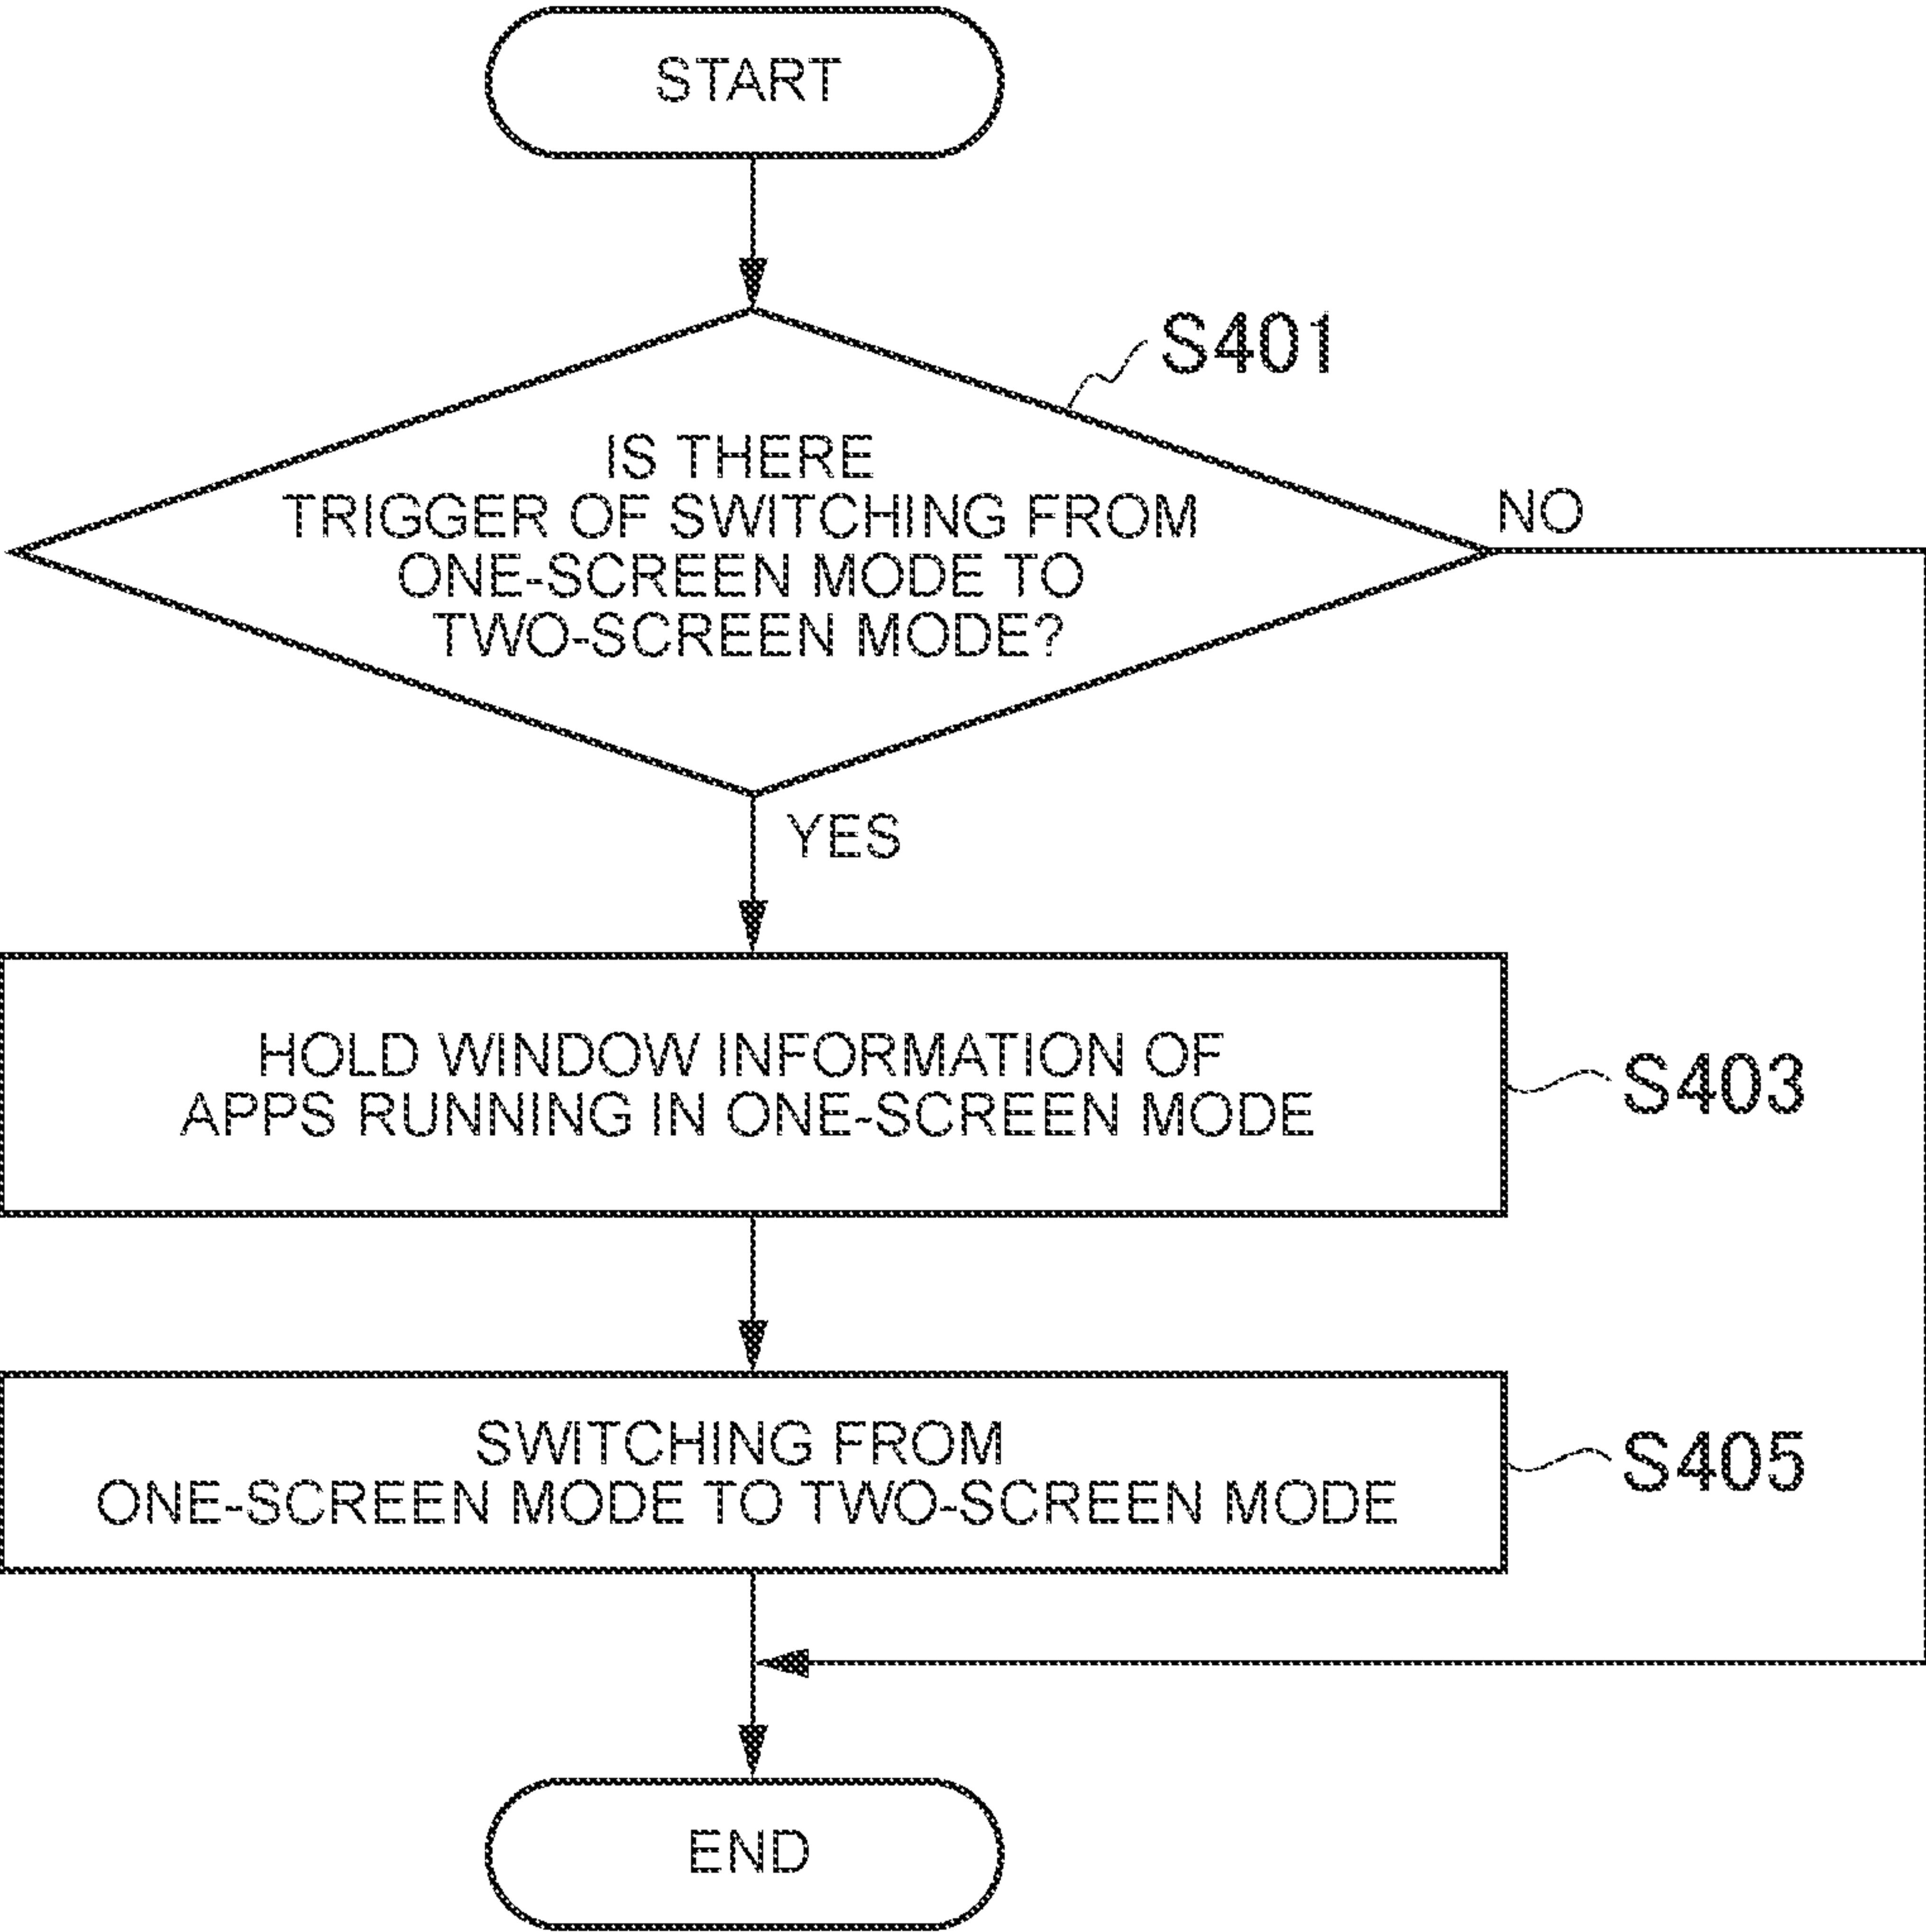 START
S401
IS THERE
TRIGGER OF SWITCHING FROM
ONE-SCREEN MODE TO
TWO-SCREEN MODE?
NO
YES
HOLD WINDOW INFORMATION OF
APPS RUNNING IN ONE-SCREEN MODE
S403
SWITCHING FROM
ONE-SCREEN MODE TO TWO-SCREEN MODE
S405
END